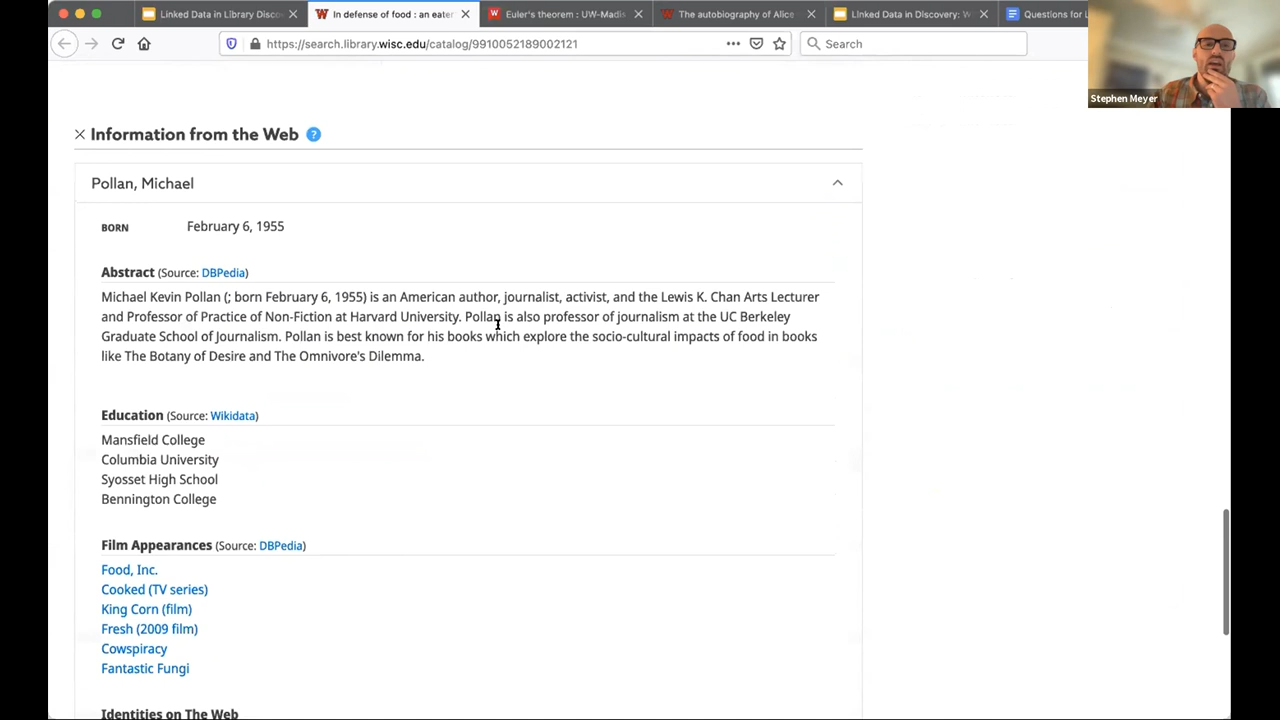 Linked Data in Library Disco
In defense of food : an eater
Euler's theorem : UW-Madis
The autobiography of Alice
Linked Data in Discovery: W
Questions for L
https://search.library.wisc.edu/catalog/9910052189002121
Search
Stephen Meyer
Information from the Web ?
Pollan, Michael
BORN February 6, 1955
Abstract (Source: DBPedia)
Michael Kevin Pollan (; born February 6, 1955) is an American author, journalist, activist, and the Lewis K. Chan Arts Lecturer
and Professor of Practice of Non-Fiction at Harvard University. Pollan is also professor of journalism at the UC Berkeley
Graduate School of Journalism. Pollan is best known for his books which explore the socio-cultural impacts of food in books
like The Botany of Desire and The Omnivore's Dilemma.
Education (Source: Wikidata)
Mansfield College
Columbia University
Syosset High School
Bennington College
Film Appearances (Source: DBPedia)
Food, Inc.
Cooked (TV series)
King Corn (film)
Fresh (2009 film)
Cowspiracy
Fantastic Fungi
Identities on The Web